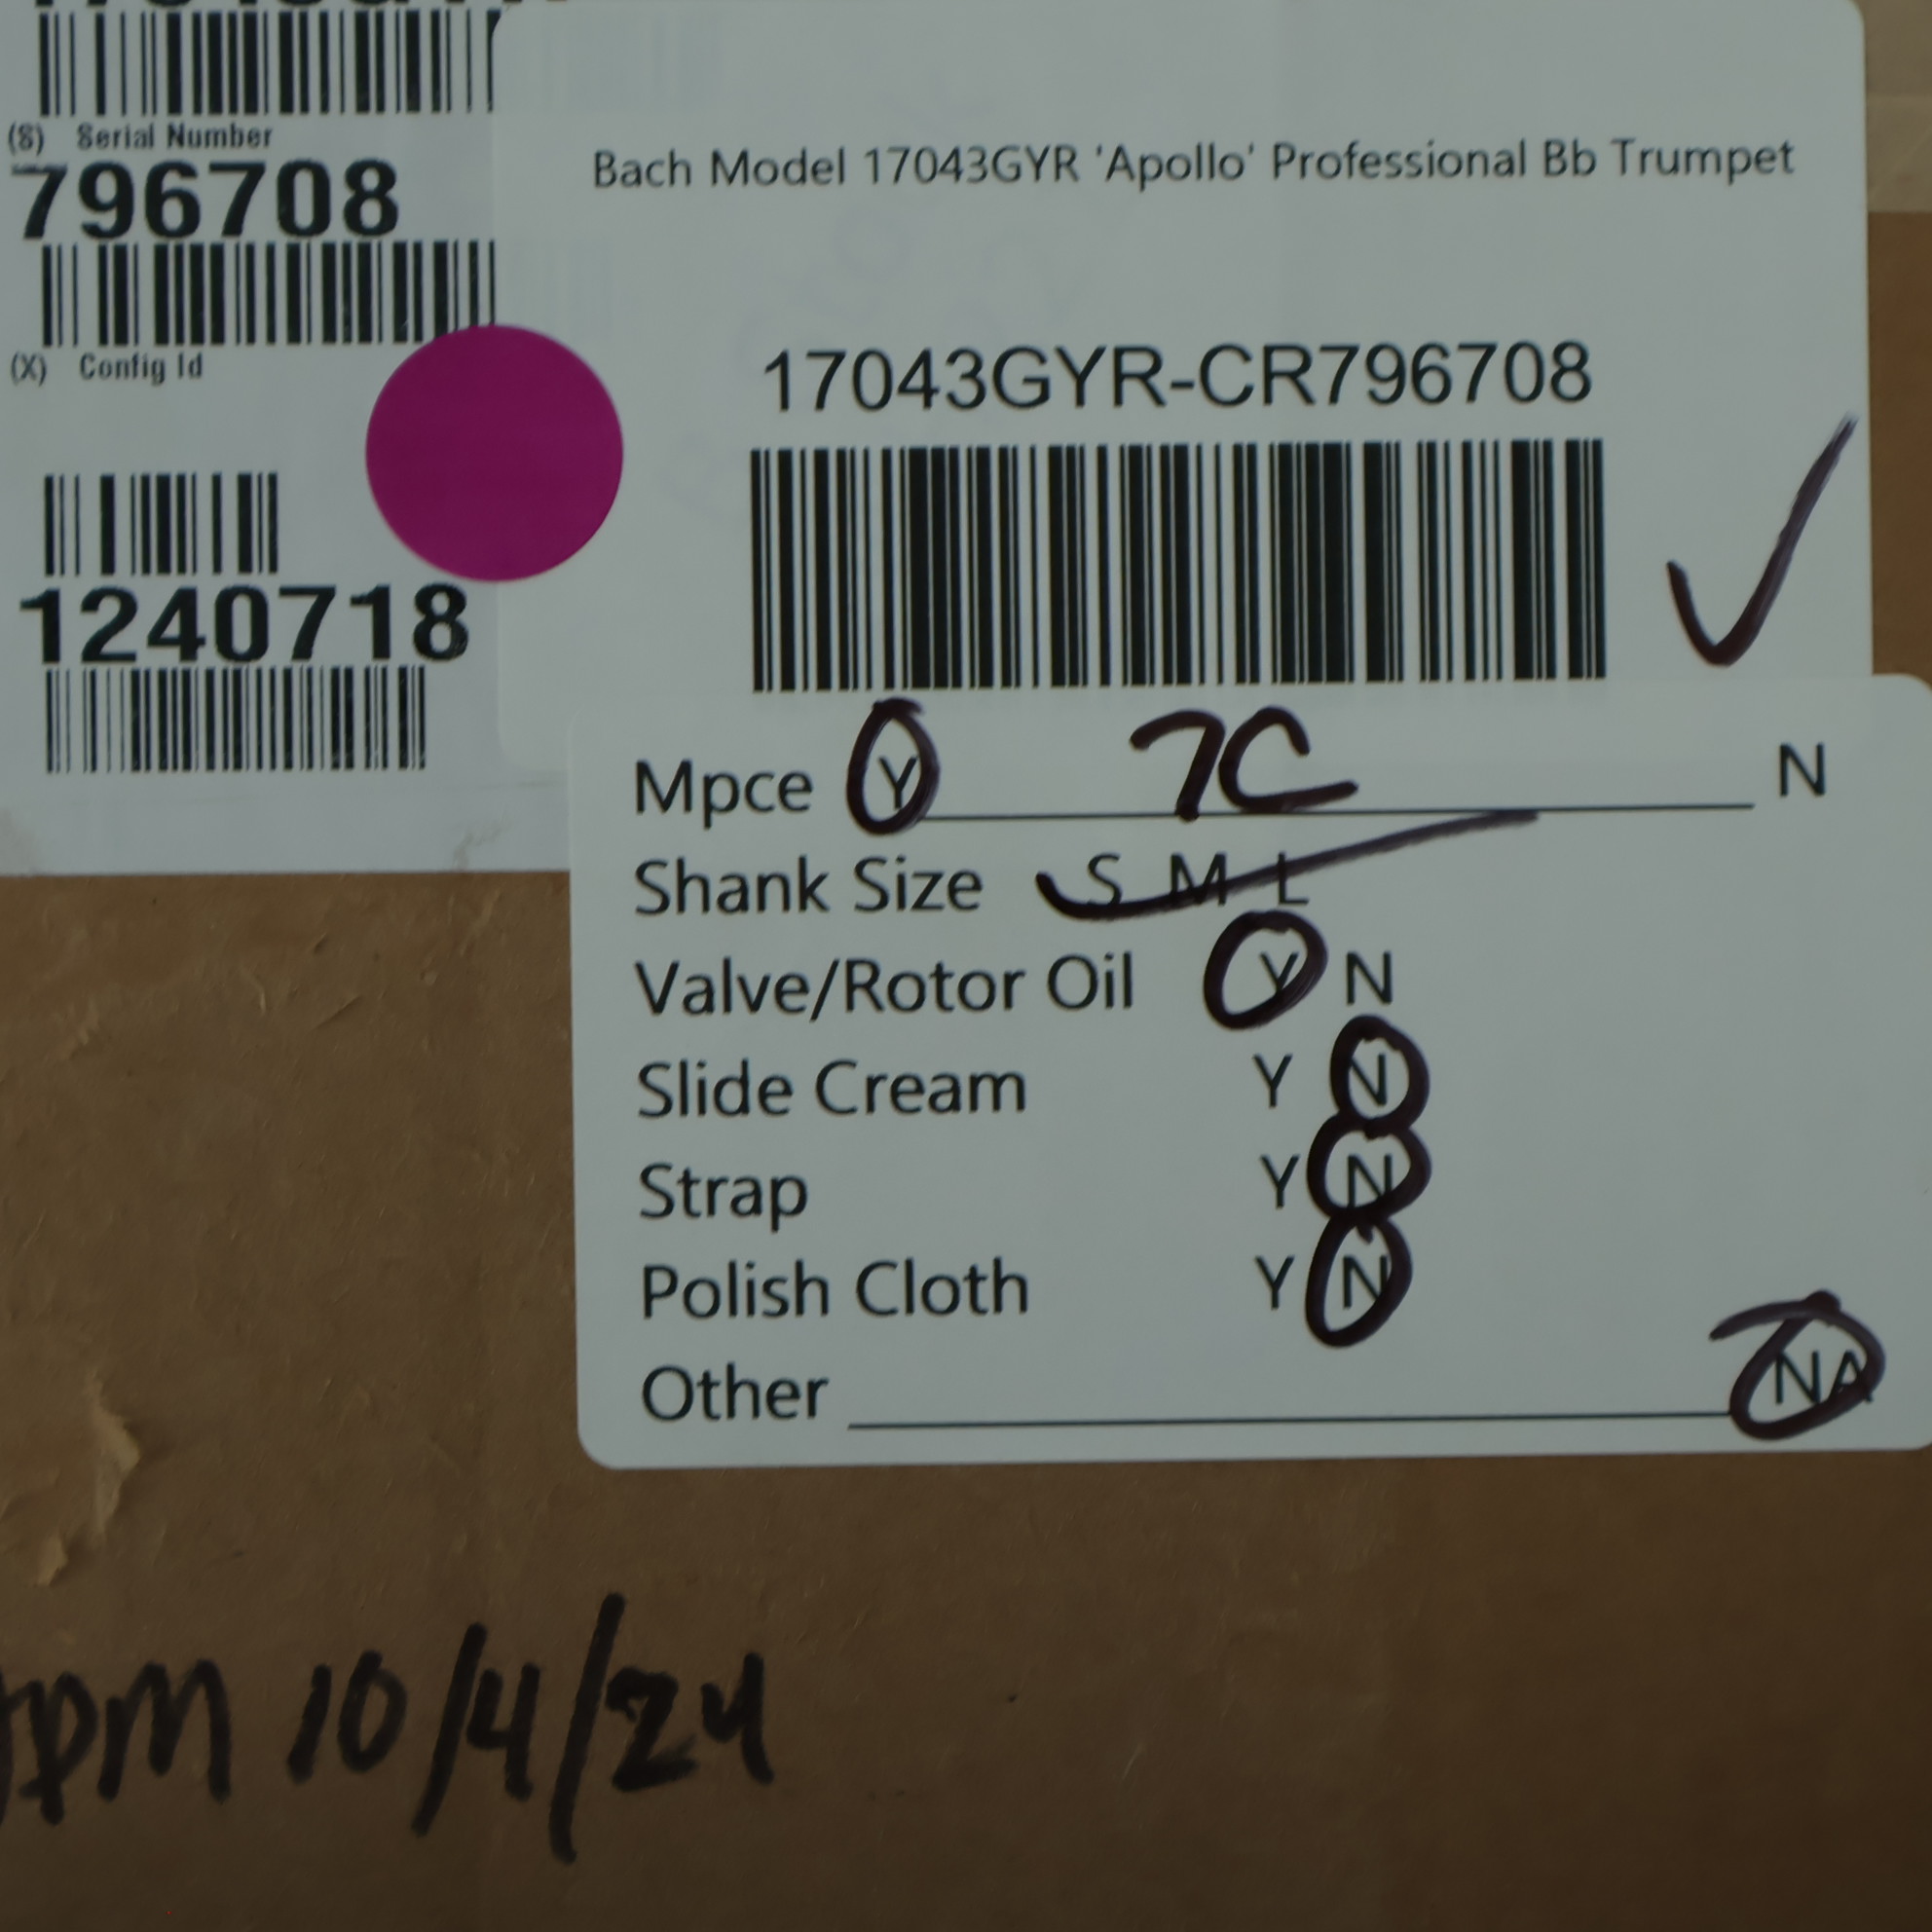 (S) Serial Number
796708
(X) Config Id
1240718
Bach Model 17043GYR 'Apollo' Professional Bb Trumpet
17043GYR-CR796708
Mpce Y 7C N
Shank Size S M L
Valve/Rotor Oil Y N
Slide Cream Y N
Strap Y N
Polish Cloth Y N
Other NA
10/4/24